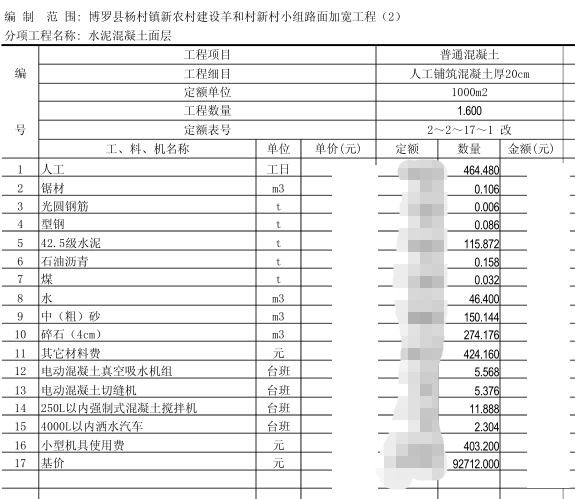 编 制 范 围: 博罗县杨村镇新农村建设羊和村新村小组路面加宽工程（2）
分项工程名称: 水泥混凝土面层
编号
工程项目 普通混凝土
工程细目 人工铺筑混凝土厚20cm
定额单位 1000m2
工程数量 1.600
定额表号 2～2～17～1 改
工、料、机名称 单位 单价(元) 定额 数量 金额(元)
1 人工 工日 464.480
2 锯材 m3 0.106
3 光圆钢筋 t 0.006
4 型钢 t 0.086
5 42.5级水泥 t 115.872
6 石油沥青 t 0.158
7 煤 t 0.032
8 水 m3 46.400
9 中（粗）砂 m3 150.144
10 碎石（4cm） m3 274.176
11 其它材料费 元 424.160
12 电动混凝土真空吸水机组 台班 5.568
13 电动混凝土切缝机 台班 5.376
14 250L以内强制式混凝土搅拌机 台班 11.888
15 4000L以内洒水汽车 台班 2.304
16 小型机具使用费 元 403.200
17 基价 元 92712.000